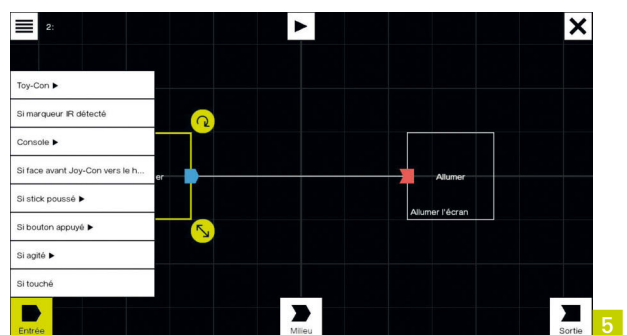 2:
Toy-Con ▶
Si marqueur IR détecté
Console ▶
Si face avant Joy-Con vers le h...
Si stick poussé ▶
Si bouton appuyé ▶
Si agité ▶
Si touché
er
Allumer
Allumer l'écran
Entrée
Milieu
Sortie
5